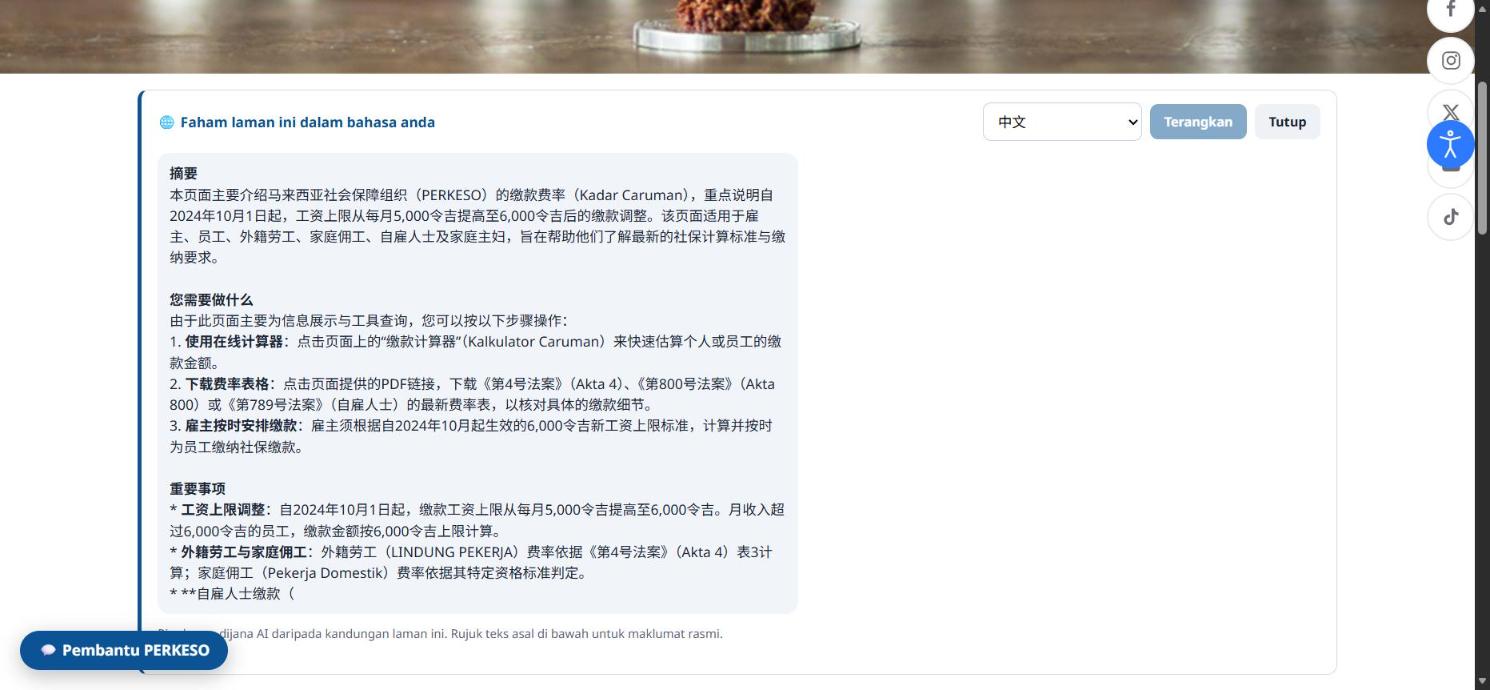 Faham laman ini dalam bahasa anda
中文
Terangkan
Tutup
摘要
本页面主要介绍马来西亚社会保障组织（PERKESO）的缴款费率（Kadar Caruman），重点说明自
2024年10月1日起，工资上限从每月5,000令吉提高至6,000令吉后的缴款调整。该页面适用于雇
主、员工、外籍劳工、家庭佣工、自雇人士及家庭主妇，旨在帮助他们了解最新的社保计算标准与缴
纳要求。
您需要做什么
由于此页面主要为信息展示与工具查询，您可以按以下步骤操作：
1. 使用在线计算器：点击页面上的“缴款计算器”（Kalkulator Caruman）来快速估算个人或员工的缴
款金额。
2. 下载费率表格：点击页面提供的PDF链接，下载《第4号法案》（Akta 4）、《第800号法案》（Akta
800）或《第789号法案》（自雇人士）的最新费率表，以核对具体的缴款细节。
3. 雇主按时安排缴款：雇主须根据自2024年10月起生效的6,000令吉新工资上限标准，计算并按时
为员工缴纳社保缴款。
重要事项
* 工资上限调整：自2024年10月1日起，缴款工资上限从每月5,000令吉提高至6,000令吉。月收入超
过6,000令吉的员工，缴款金额按6,000令吉上限计算。
* 外籍劳工与家庭佣工：外籍劳工（LINDUNG PEKERJA）费率依据《第4号法案》（Akta 4）表3计
算；家庭佣工（Pekerja Domestik）费率依据其特定资格标准判定。
* **自雇人士缴款（
dijana AI daripada kandungan laman ini. Rujuk teks asal di bawah untuk maklumat rasmi.
Pembantu PERKESO